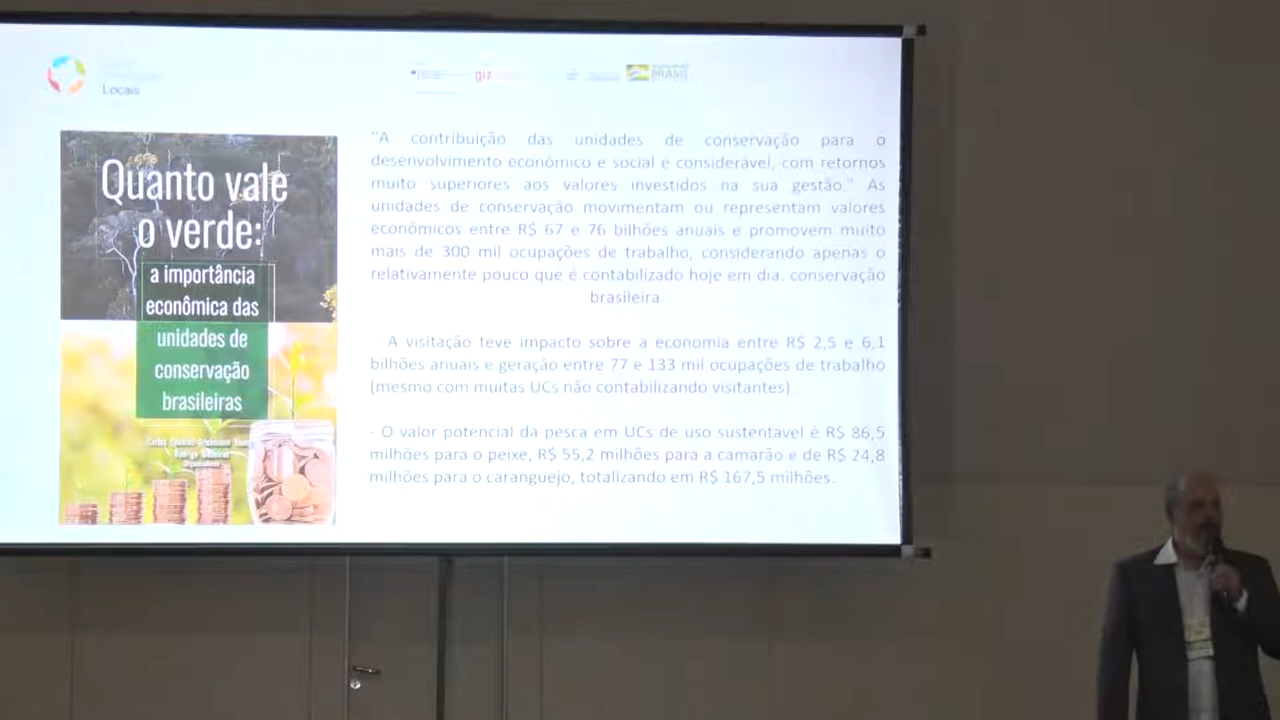 Locais
giz
BRASIL
Quanto vale
o verde:
a importância
econômica das
unidades de
conservação
brasileiras
"A contribuição das unidades de conservação para o
desenvolvimento econômico e social é considerável, com retornos
muito superiores aos valores investidos na sua gestão." As
unidades de conservação movimentam ou representam valores
econômicos entre R$ 67 e 76 bilhões anuais e promovem muito
mais de 300 mil ocupações de trabalho, considerando apenas o
relativamente pouco que é contabilizado hoje em dia. conservação
brasileira.
- A visitação teve impacto sobre a economia entre R$ 2,5 e 6,1
bilhões anuais e geração entre 77 e 133 mil ocupações de trabalho
(mesmo com muitas UCs não contabilizando visitantes)
- O valor potencial da pesca em UCs de uso sustentável é R$ 86,5
milhões para o peixe, R$ 55,2 milhões para a camarão e de R$ 24,8
milhões para o caranguejo, totalizando em R$ 167,5 milhões.